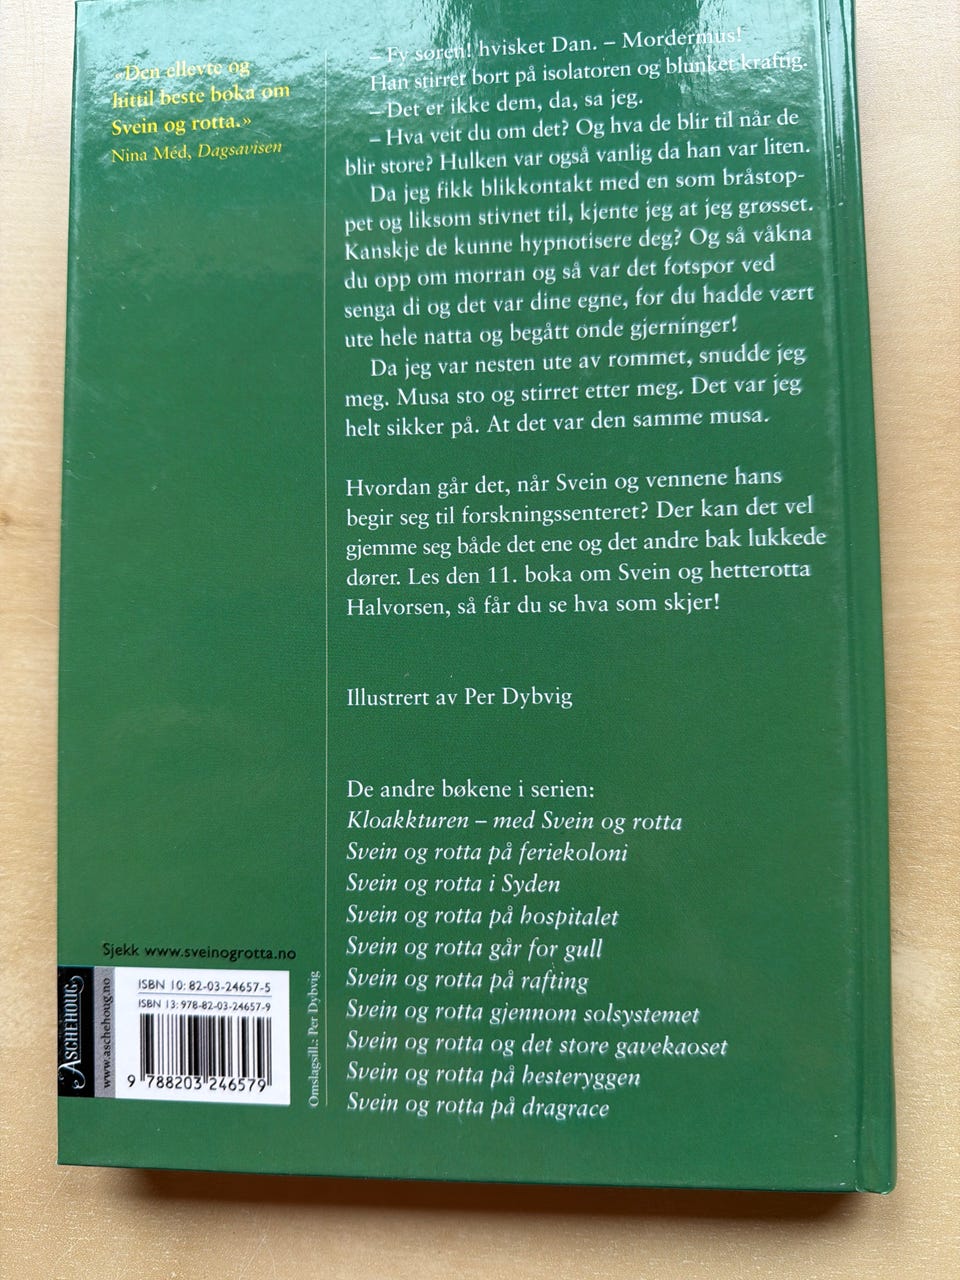 «Den ellevte og
hittil beste boka om
Svein og rotta.»
Nina Méd, Dagsavisen
– Fy søren! hvisket Dan. – Mordermus!
Han stirret bort på isolatoren og blunket kraftig.
– Det er ikke dem, da, sa jeg.
– Hva veit du om det? Og hva de blir til når de
blir store? Hulken var også vanlig da han var liten.
Da jeg fikk blikkontakt med en som bråstop-
pet og liksom stivnet til, kjente jeg at jeg grøsset.
Kanskje de kunne hypnotisere deg? Og så våkna
du opp om morran og så var det fotspor ved
senga di og det var dine egne, for du hadde vært
ute hele natta og begått onde gjerninger!
Da jeg var nesten ute av rommet, snudde jeg
meg. Musa sto og stirret etter meg. Det var jeg
helt sikker på. At det var den samme musa.
Hvordan går det, når Svein og vennene hans
begir seg til forskningssenteret? Der kan det vel
gjemme seg både det ene og det andre bak lukkede
dører. Les den 11. boka om Svein og hetterotta
Halvorsen, så får du se hva som skjer!
Illustrert av Per Dybvig
De andre bøkene i serien:
Kloakkturen – med Svein og rotta
Svein og rotta på feriekoloni
Svein og rotta i Syden
Svein og rotta på hospitalet
Svein og rotta går for gull
Svein og rotta på rafting
Svein og rotta gjennom solsystemet
Svein og rotta og det store gavekaoset
Svein og rotta på hesteryggen
Svein og rotta på dragrace
Sjekk www.sveinogrotta.no
ASCHEHOUG
www.aschehoug.no
ISBN 10: 82-03-24657-5
ISBN 13: 978-82-03-24657-9
9 788203 246579
Omslagsill.: Per Dybvig